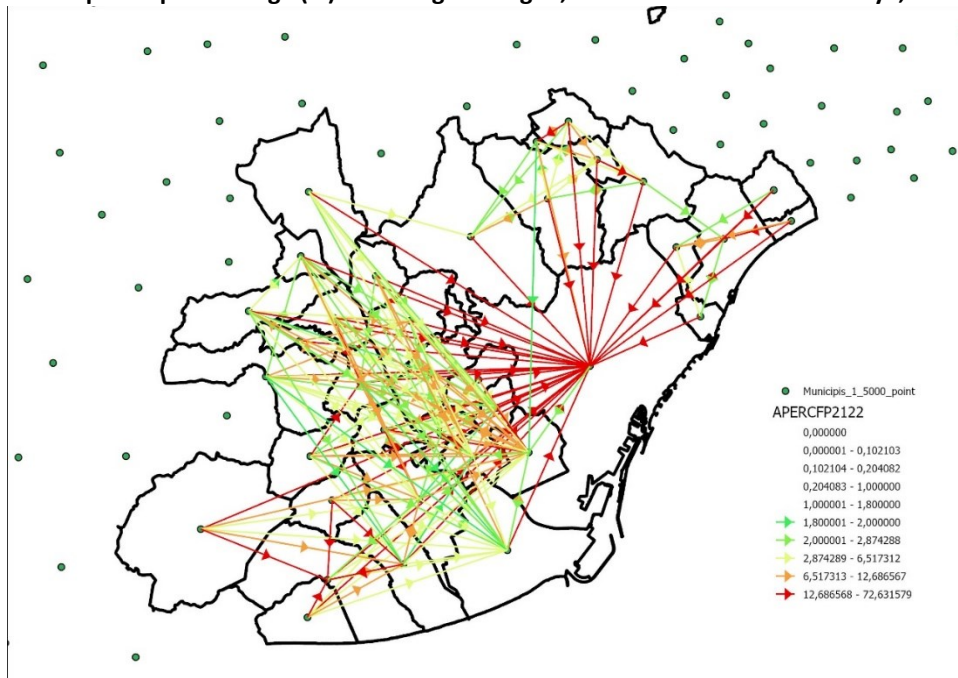 Municipis_1_5000_point
APERCFP2122
0,000000
0,000001 - 0,102103
0,102104 - 0,204082
0,204083 - 1,000000
1,000001 - 1,800000
1,800001 - 2,000000
2,000001 - 2,874288
2,874289 - 6,517312
6,517313 - 12,686567
12,686568 - 72,631579